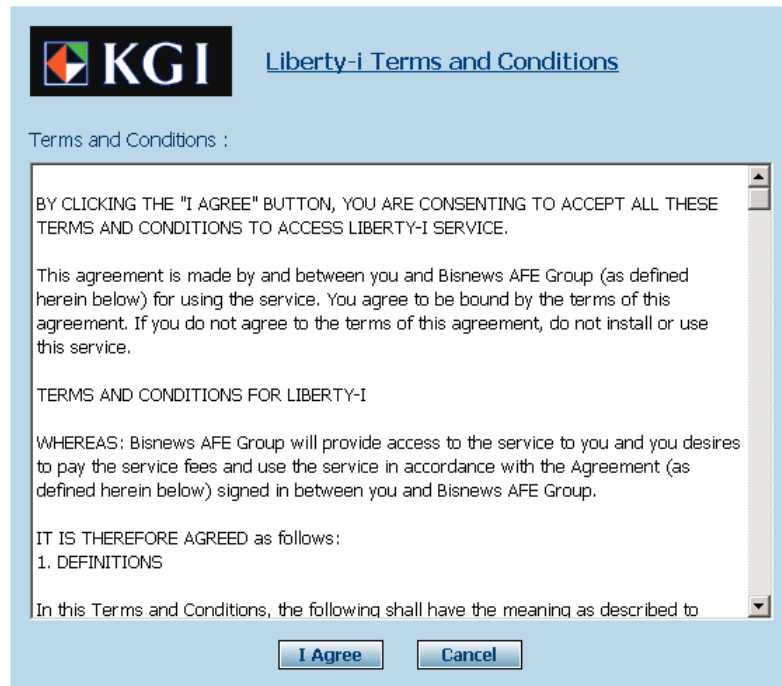 KGI
Liberty-i Terms and Conditions
Terms and Conditions :
BY CLICKING THE "I AGREE" BUTTON, YOU ARE CONSENTING TO ACCEPT ALL THESE
TERMS AND CONDITIONS TO ACCESS LIBERTY-I SERVICE.
This agreement is made by and between you and Bisnews AFE Group (as defined
herein below) for using the service. You agree to be bound by the terms of this
agreement. If you do not agree to the terms of this agreement, do not install or use
this service.
TERMS AND CONDITIONS FOR LIBERTY-I
WHEREAS: Bisnews AFE Group will provide access to the service to you and you desires
to pay the service fees and use the service in accordance with the Agreement (as
defined herein below) signed in between you and Bisnews AFE Group.
IT IS THEREFORE AGREED as follows:
1. DEFINITIONS
In this Terms and Conditions, the following shall have the meaning as described to
I Agree
Cancel